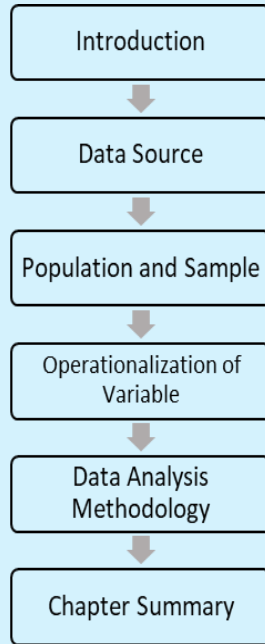 Introduction
Data Source
Population and Sample
Operationalization of
Variable
Data Analysis
Methodology
Chapter Summary